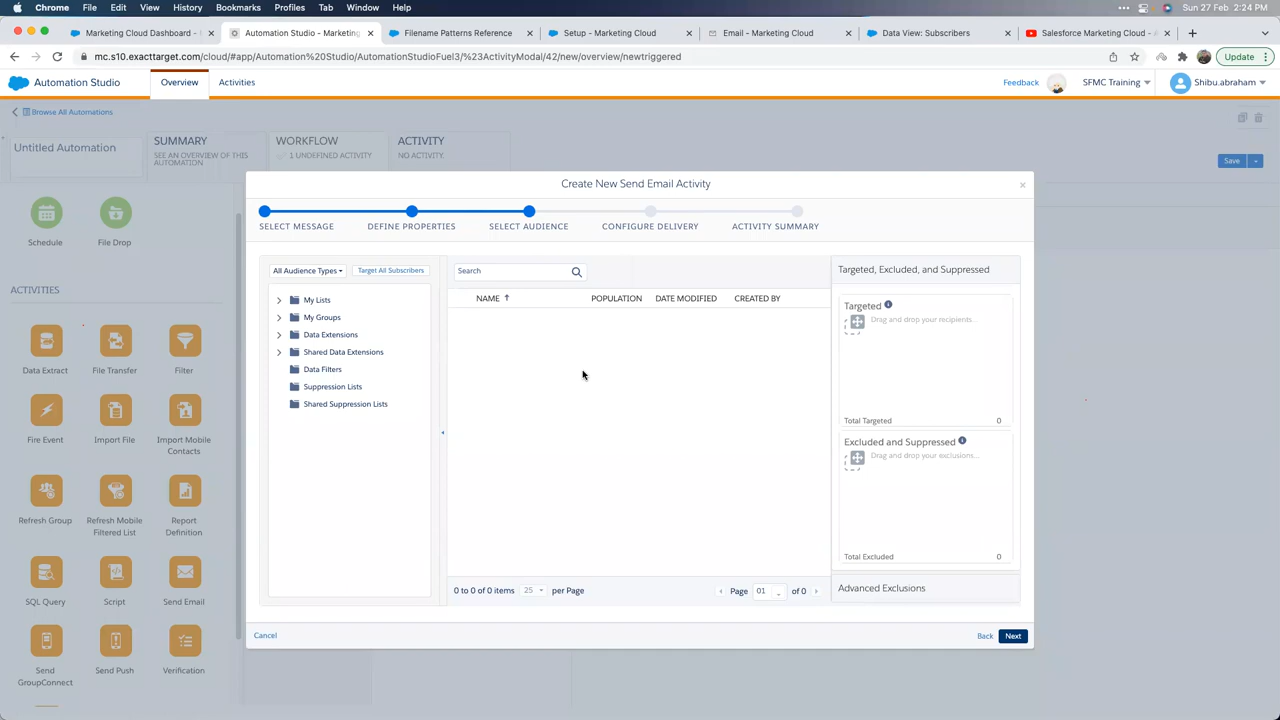 Chrome File Edit View History Bookmarks Profiles Tab Window Help
Sun 27 Feb 2:24 PM
Marketing Cloud Dashboard -
Automation Studio - Marketing
Filename Patterns Reference
Setup - Marketing Cloud
Email - Marketing Cloud
Data View: Subscribers
Salesforce Marketing Cloud - A
mc.s10.exacttarget.com/cloud/#app/Automation%20Studio/AutomationStudioFuel3/%23ActivityModal/42/new/overview/newtriggered
Update
Automation Studio
Overview
Activities
Feedback
SFMC Training
Shibu.abraham
Browse All Automations
Untitled Automation
SUMMARY
SEE AN OVERVIEW OF THIS
AUTOMATION
WORKFLOW
1 UNDEFINED ACTIVITY
ACTIVITY
NO ACTIVITY.
Save
Schedule
File Drop
ACTIVITIES
Data Extract
File Transfer
Filter
Fire Event
Import File
Import Mobile
Contacts
Refresh Group
Refresh Mobile
Filtered List
Report
Definition
SQL Query
Script
Send Email
Send
GroupConnect
Send Push
Verification
Create New Send Email Activity
SELECT MESSAGE
DEFINE PROPERTIES
SELECT AUDIENCE
CONFIGURE DELIVERY
ACTIVITY SUMMARY
All Audience Types
Target All Subscribers
My Lists
My Groups
Data Extensions
Shared Data Extensions
Data Filters
Suppression Lists
Shared Suppression Lists
Search
NAME
POPULATION
DATE MODIFIED
CREATED BY
0 to 0 of 0 items 25 per Page
Page 01 of 0
Targeted, Excluded, and Suppressed
Targeted
Drag and drop your recipients...
Total Targeted 0
Excluded and Suppressed
Drag and drop your exclusions...
Total Excluded 0
Advanced Exclusions
Cancel
Back
Next